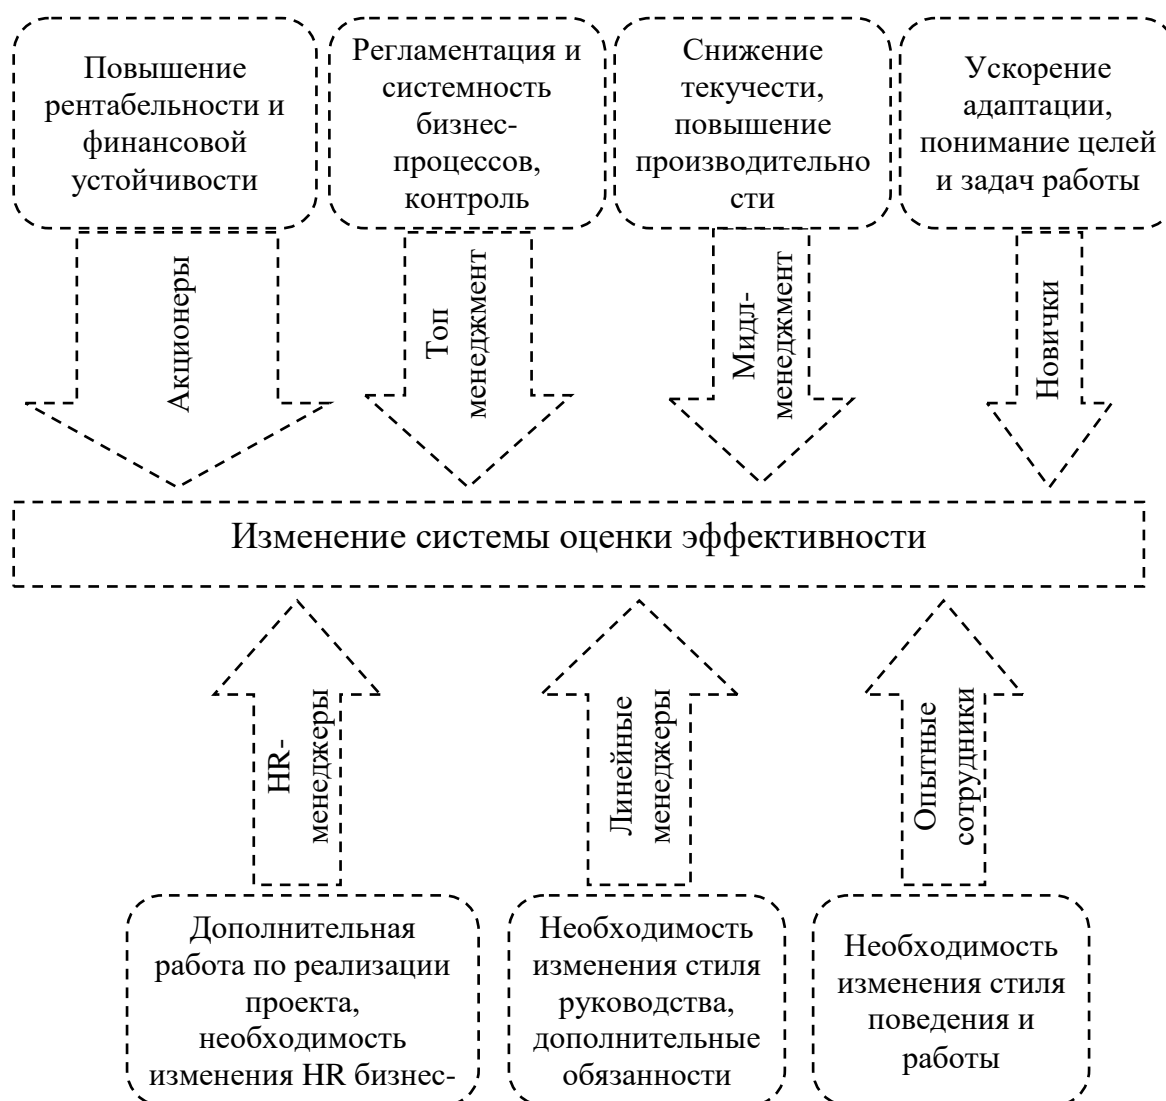 Повышение
рентабельности и
финансовой
устойчивости
Регламентация и
системность
бизнес-
процессов,
контроль
Снижение
текучести,
повышение
производительно
сти
Ускорение
адаптации,
понимание целей
и задач работы
Акционеры
Топ
менеджмент
Мидл-
менеджмент
Новички
Изменение системы оценки эффективности
HR-
менеджеры
Линейные
менеджеры
Опытные
сотрудники
Дополнительная
работа по реализации
проекта,
необходимость
изменения HR бизнес-
Необходимость
изменения стиля
руководства,
дополнительные
обязанности
Необходимость
изменения стиля
поведения и
работы